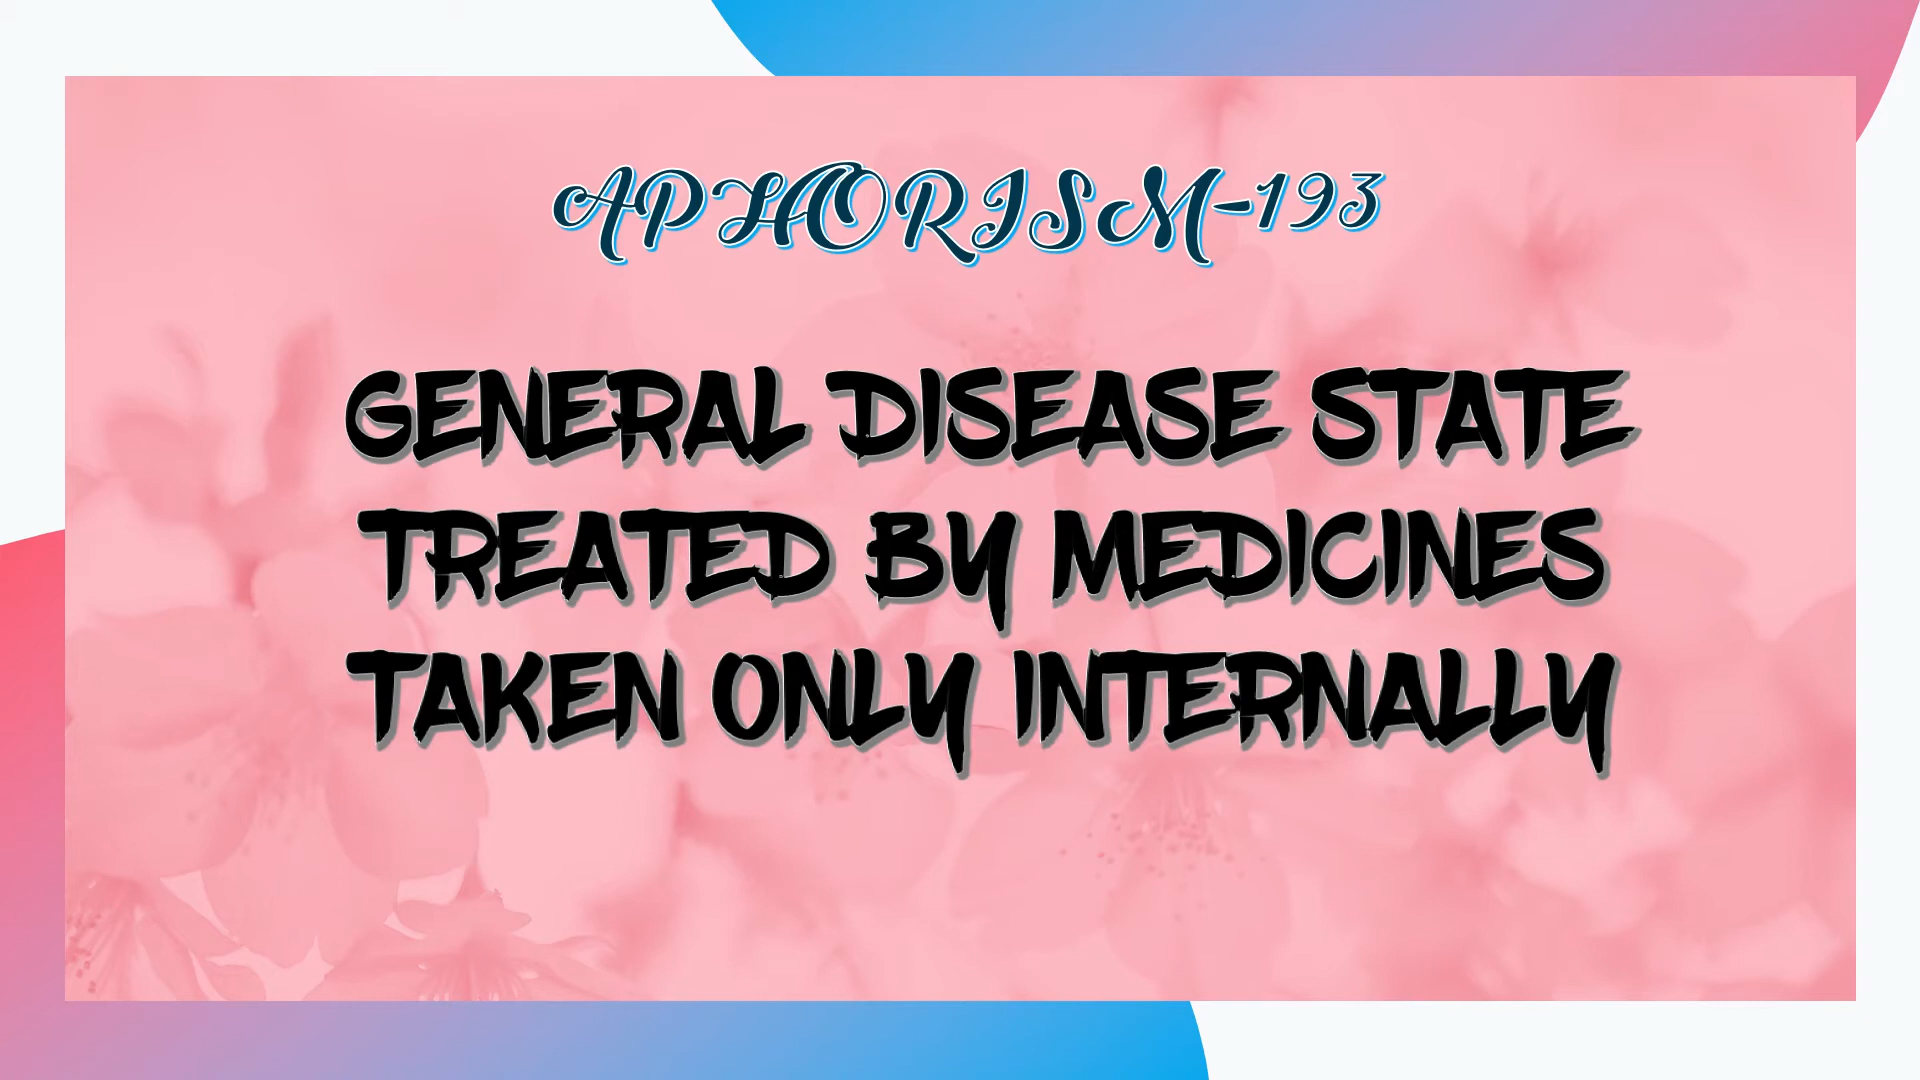 APHORISM-193
GENERAL DISEASE STATE
TREATED BY MEDICINES
TAKEN ONLY INTERNALLY